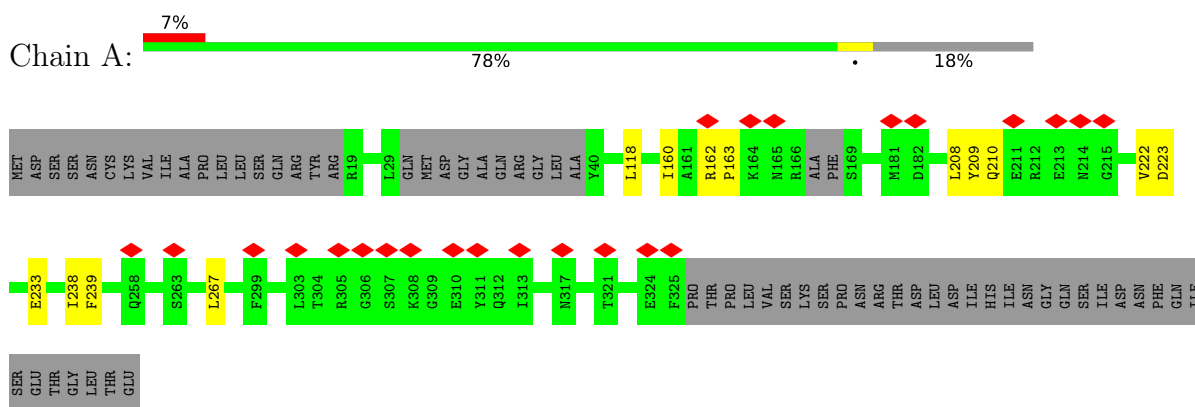 7%
Chain A:
78% • 18%
MET ASP SER SER ASN CYS LYS VAL ILE ALA PRO LEU LEU SER GLN ARG TYR ARG R19 L29 GLN MET ASP GLY ALA GLN ARG GLY LEU ALA Y40 L118 I160 A161 R162 P163 K164 N165 R166 ALA PHE S169 M181 D182 L208 Y209 Q210 E211 R212 E213 N214 G215 V222 D223
E233 I238 F239 Q258 S263 L267 F299 L303 T304 R305 G306 S307 K308 G309 E310 Y311 Q312 I313 N317 T321 E324 F325 PRO THR PRO LEU VAL SER LYS SER PRO ASN ARG THR ASP LEU ASP ILE HIS ILE ASN GLY GLN SER ILE ASP ASN PHE GLN ILE
SER GLU THR GLY LEU THR GLU